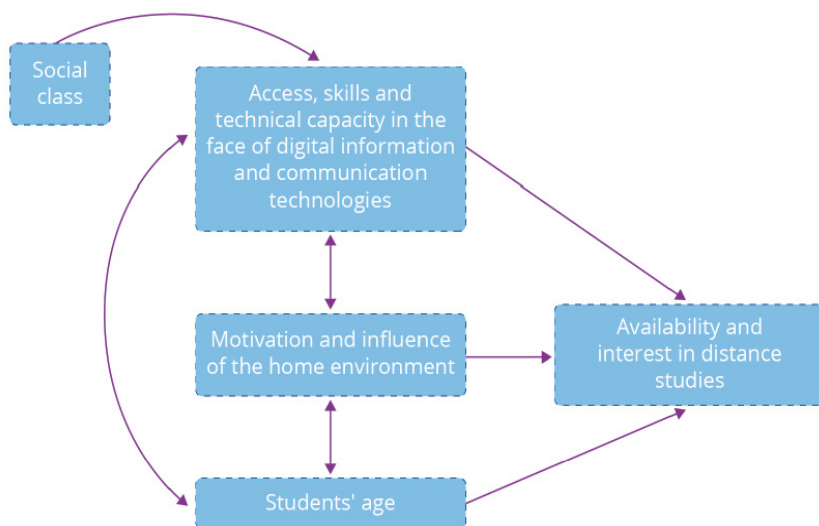 Social
class
Access, skills and
technical capacity in the
face of digital information
and communication
technologies
Motivation and influence
of the home environment
Availability and
interest in distance
studies
Students' age